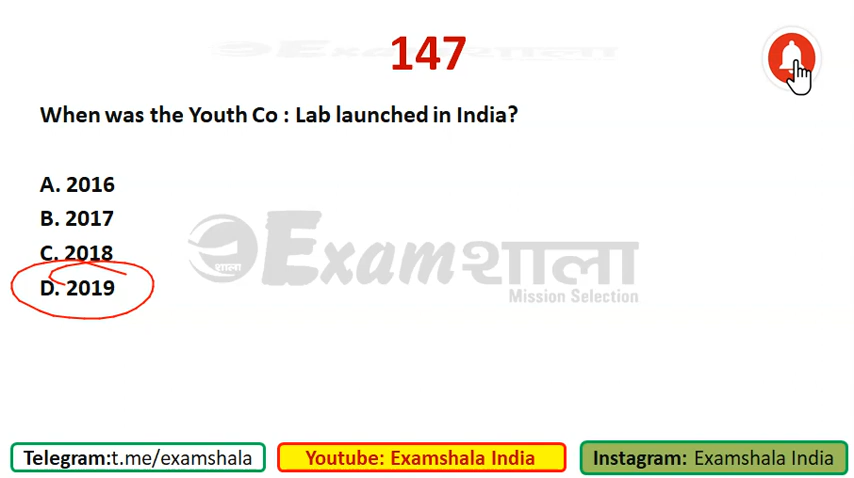 147
When was the Youth Co : Lab launched in India?
A. 2016
B. 2017
C. 2018
D. 2019
शाला
Examशाला
Mission Selection
Telegram:t.me/examshala
Youtube: Examshala India
Instagram: Examshala India